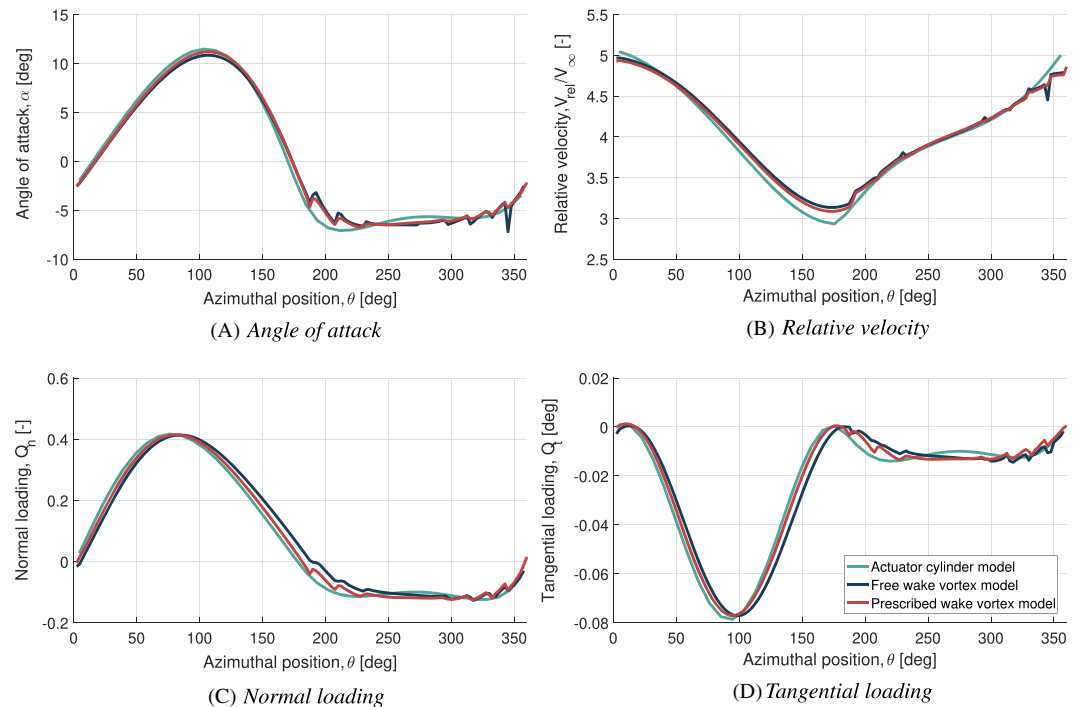 15
10
5
0
-5
-10
Angle of attack, α [deg]
0 50 100 150 200 250 300 350
Azimuthal position, θ [deg]
(A) Angle of attack
5.5
5
4.5
4
3.5
3
2.5
Relative velocity,V_rel/V_∞ [-]
0 50 100 150 200 250 300 350
Azimuthal position, θ [deg]
(B) Relative velocity
0.6
0.4
0.2
0
-0.2
Normal loading, Q_n [-]
0 50 100 150 200 250 300 350
Azimuthal position, θ [deg]
(C) Normal loading
0.02
0
-0.02
-0.04
-0.06
-0.08
Tangential loading, Q_t [deg]
Actuator cylinder model
Free wake vortex model
Prescribed wake vortex model
0 50 100 150 200 250 300 350
Azimuthal position, θ [deg]
(D) Tangential loading